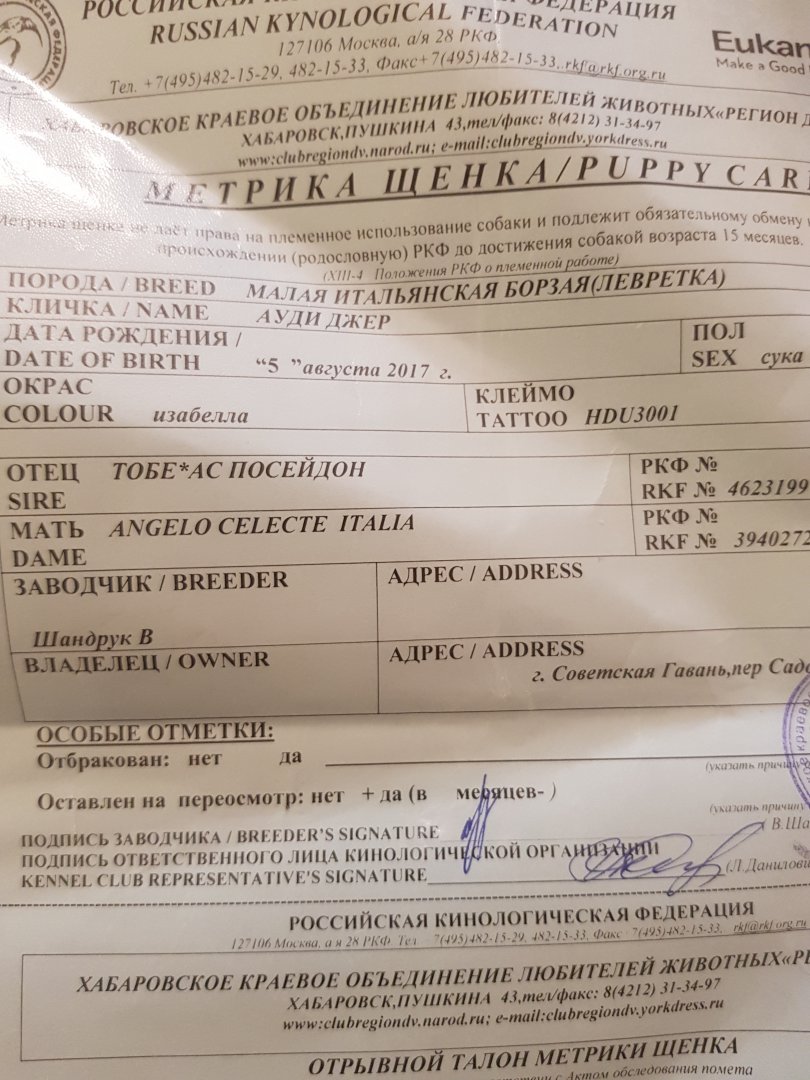 РОССИЙСКАЯ ФЕДЕРАЦИЯ
RUSSIAN KYNOLOGICAL FEDERATION
127106 Москва, а/я 28 РКФ
Тел. +7(495)482-15-29, 482-15-33, Факс+7(495)482-15-33, rkf@rkf.org.ru
Eukan
Make a Good
ХАБАРОВСКОЕ КРАЕВОЕ ОБЪЕДИНЕНИЕ ЛЮБИТЕЛЕЙ ЖИВОТНЫХ«РЕГИОН Д
ХАБАРОВСК,ПУШКИНА 43,тел/факс: 8(4212) 31-34-97
www:clubregiondv.narod.ru; e-mail:clubregiondv.yorkdress.ru
МЕТРИКА ЩЕНКА/PUPPY CAR
Метрика щенка не даёт права на племенное использование собаки и подлежит обязательному обмену
происхождении (родословную) РКФ до достижения собакой возраста 15 месяцев.
(XIII-4 Положения РКФ о племенной работе)
ПОРОДА / BREED МАЛАЯ ИТАЛЬЯНСКАЯ БОРЗАЯ(ЛЕВРЕТКА)
КЛИЧКА / NAME АУДИ ДЖЕР
ДАТА РОЖДЕНИЯ /
DATE OF BIRTH “5 ”августа 2017 г.
ПОЛ
SEX сука
ОКРАС
COLOUR изабелла
КЛЕЙМО
TATTOO HDU3001
ОТЕЦ ТОБЕ*АС ПОСЕЙДОН
SIRE
РКФ №
RKF № 4623199
МАТЬ ANGELO CELECTE ITALIA
DAME
РКФ №
RKF № 3940272
ЗАВОДЧИК / BREEDER
Шандрук В
АДРЕС / ADDRESS
ВЛАДЕЛЕЦ / OWNER
АДРЕС / ADDRESS
г. Советская Гавань,пер Садо
ОСОБЫЕ ОТМЕТКИ:
Отбракован: нет да
(указать причину
Оставлен на переосмотр: нет + да (в месяцев- )
(указать причину
ПОДПИСЬ ЗАВОДЧИКА / BREEDER'S SIGNATURE
( В.Ша
ПОДПИСЬ ОТВЕТСТВЕННОГО ЛИЦА КИНОЛОГИЧЕСКОЙ ОРГАНИЗАЦИИ
KENNEL CLUB REPRESENTATIVE'S SIGNATURE
(Л.Данилови
РОССИЙСКАЯ КИНОЛОГИЧЕСКАЯ ФЕДЕРАЦИЯ
127106 Москва, а я 28 РКФ. Тел 7(495)482-15-29, 482-15-33, Факс 7(495)482-15-33, rkf@rkf.org.ru
ХАБАРОВСКОЕ КРАЕВОЕ ОБЪЕДИНЕНИЕ ЛЮБИТЕЛЕЙ ЖИВОТНЫХ«РЕ
ХАБАРОВСК,ПУШКИНА 43,тел/факс: 8(4212) 31-34-97
www:clubregiondv.narod.ru; e-mail:clubregiondv.yorkdress.ru
ОТРЫВНОЙ ТАЛОН МЕТРИКИ ЩЕНКА
с Актом обследования помета